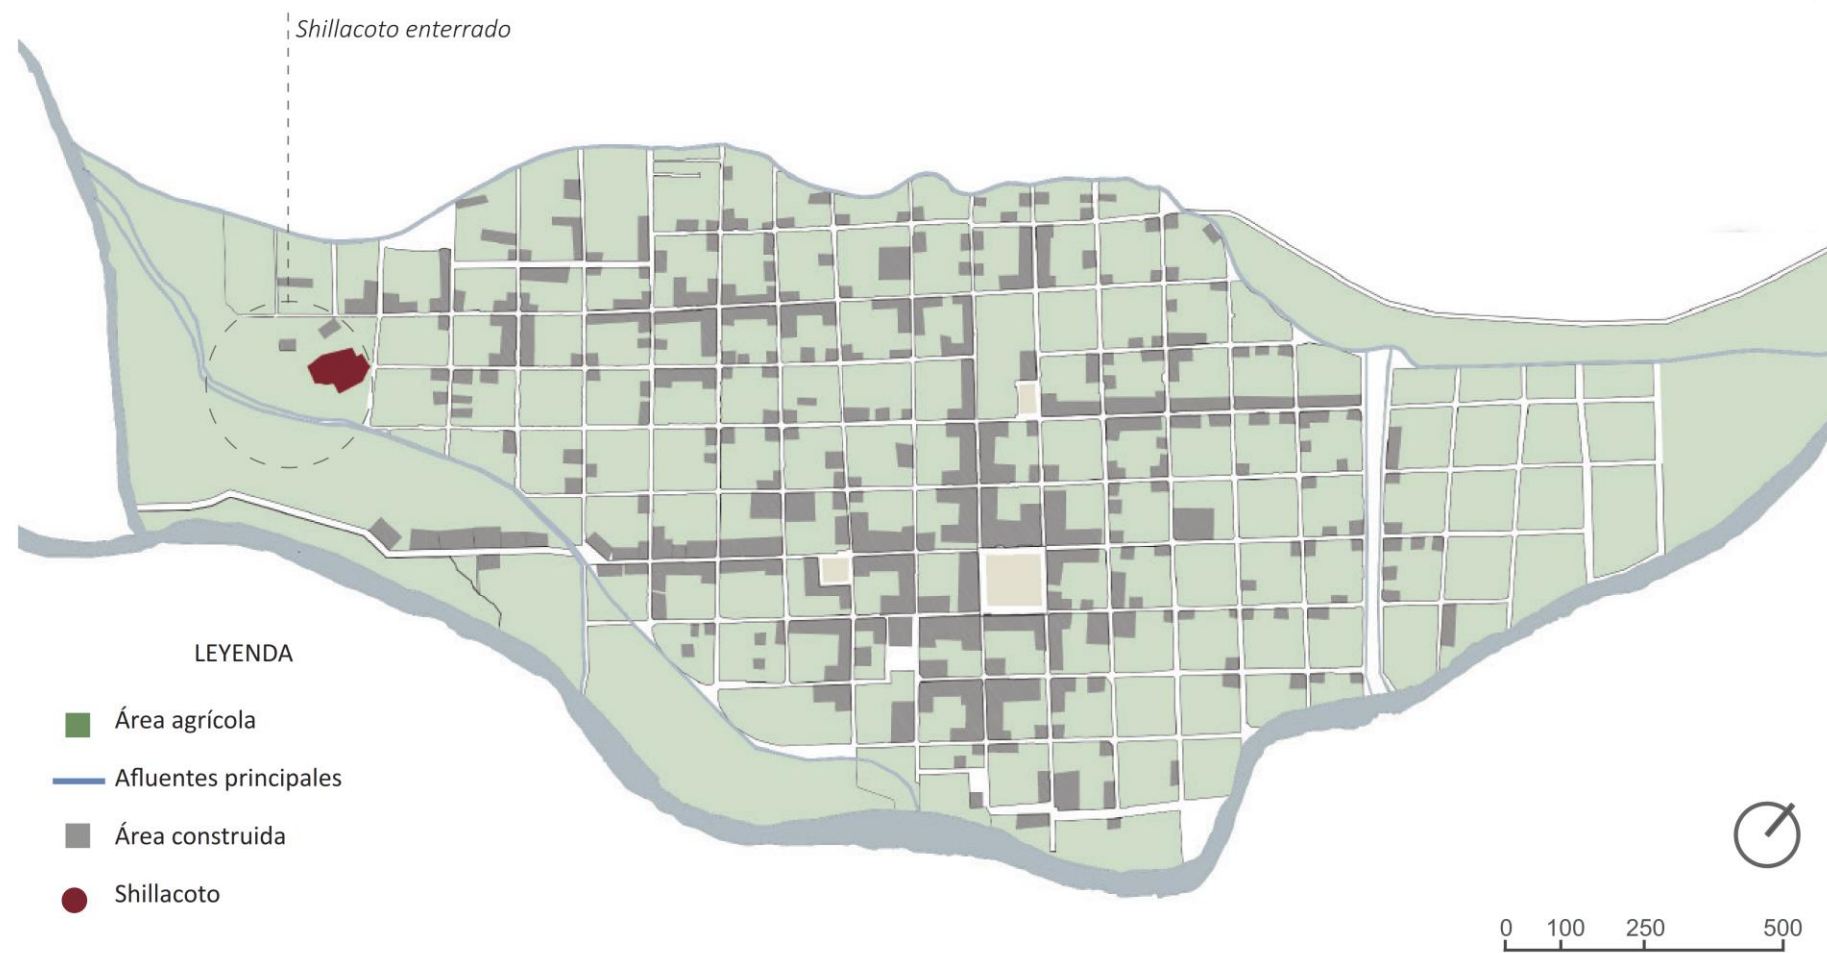 Shillacoto enterrado
LEYENDA
Área agrícola
Afluentes principales
Área construida
Shillacoto
0 100 250 500